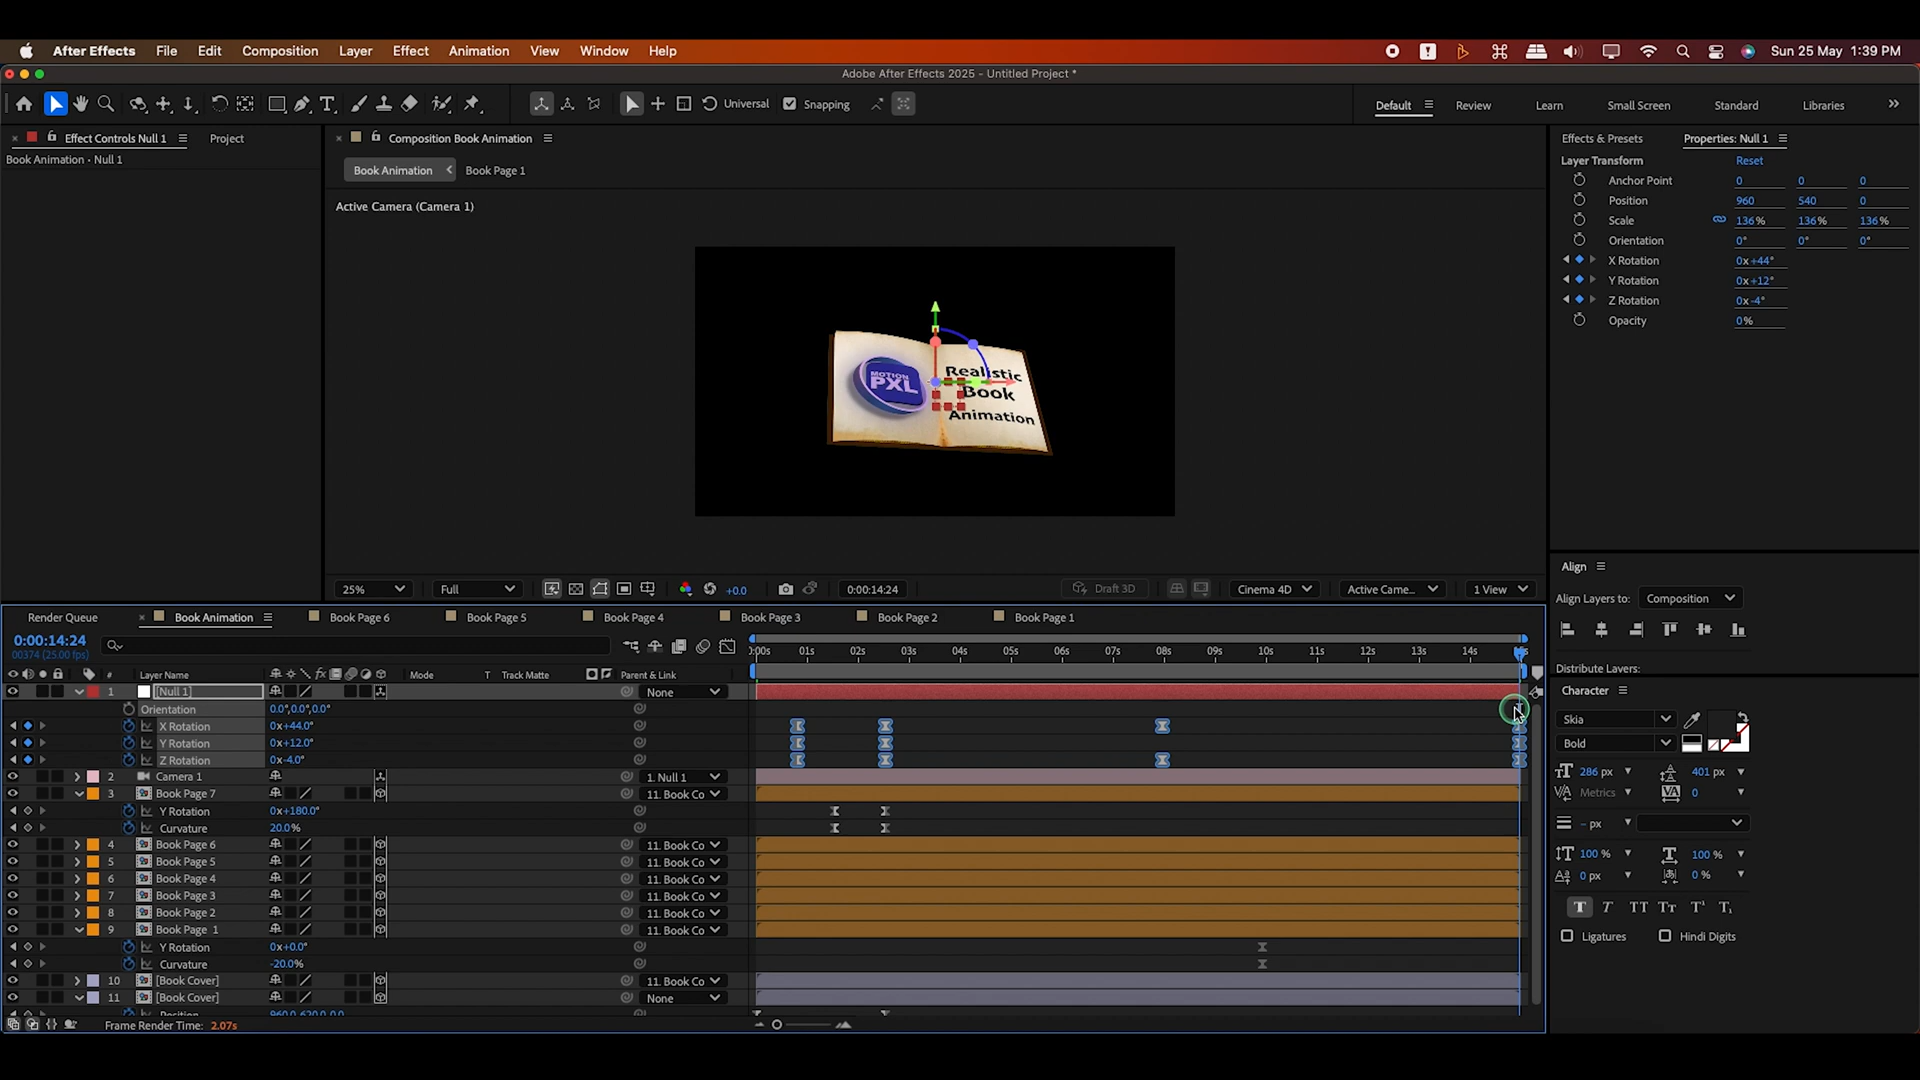 After Effects File Edit Composition Layer Effect Animation View Window Help Sun 25 May 1:39 PM
Adobe After Effects 2025 - Untitled Project *
Universal Snapping Default Review Learn Small Screen Standard Libraries
Effect Controls Null 1 Project Composition Book Animation Effects & Presets Properties: Null 1
Book Animation • Null 1
Book Animation Book Page 1
Active Camera (Camera 1)
Layer Transform Reset
Anchor Point 0 0 0
Position 960 540 0
Scale 136% 136% 136%
Orientation 0° 0° 0°
X Rotation 0x+44°
Y Rotation 0x+12°
Z Rotation 0x-4°
Opacity 0%
MOTION
PXL
Realistic
Book
Animation
25% Full +0.0 0:00:14:24 Draft 3D Cinema 4D Active Came... 1 View
Align
Align Layers to: Composition
Distribute Layers:
Render Queue Book Animation Book Page 6 Book Page 5 Book Page 4 Book Page 3 Book Page 2 Book Page 1
0:00:14:24
00374 (25.00 fps)
01s 02s 03s 04s 05s 06s 07s 08s 09s 10s 11s 12s 13s 14s
# Layer Name fx Mode T Track Matte Parent & Link
1 [Null 1] None
Orientation 0.0°,0.0°,0.0°
X Rotation 0x+44.0°
Y Rotation 0x+12.0°
Z Rotation 0x-4.0°
2 Camera 1 1. Null 1
3 Book Page 7 11. Book Co
Y Rotation 0x+180.0°
Curvature 20.0%
4 Book Page 6 11. Book Co
5 Book Page 5 11. Book Co
6 Book Page 4 11. Book Co
7 Book Page 3 11. Book Co
8 Book Page 2 11. Book Co
9 Book Page 1 11. Book Co
Y Rotation 0x+0.0°
Curvature -20.0%
10 [Book Cover] 11. Book Co
11 [Book Cover] None
Position 960.0,620.0,0.0
Frame Render Time: 2.07s
Character
Skia
Bold
286 px 401 px
Metrics 0
- px
100 % 100 %
0 px 0 %
T T TT Tt T¹ T₁
Ligatures Hindi Digits